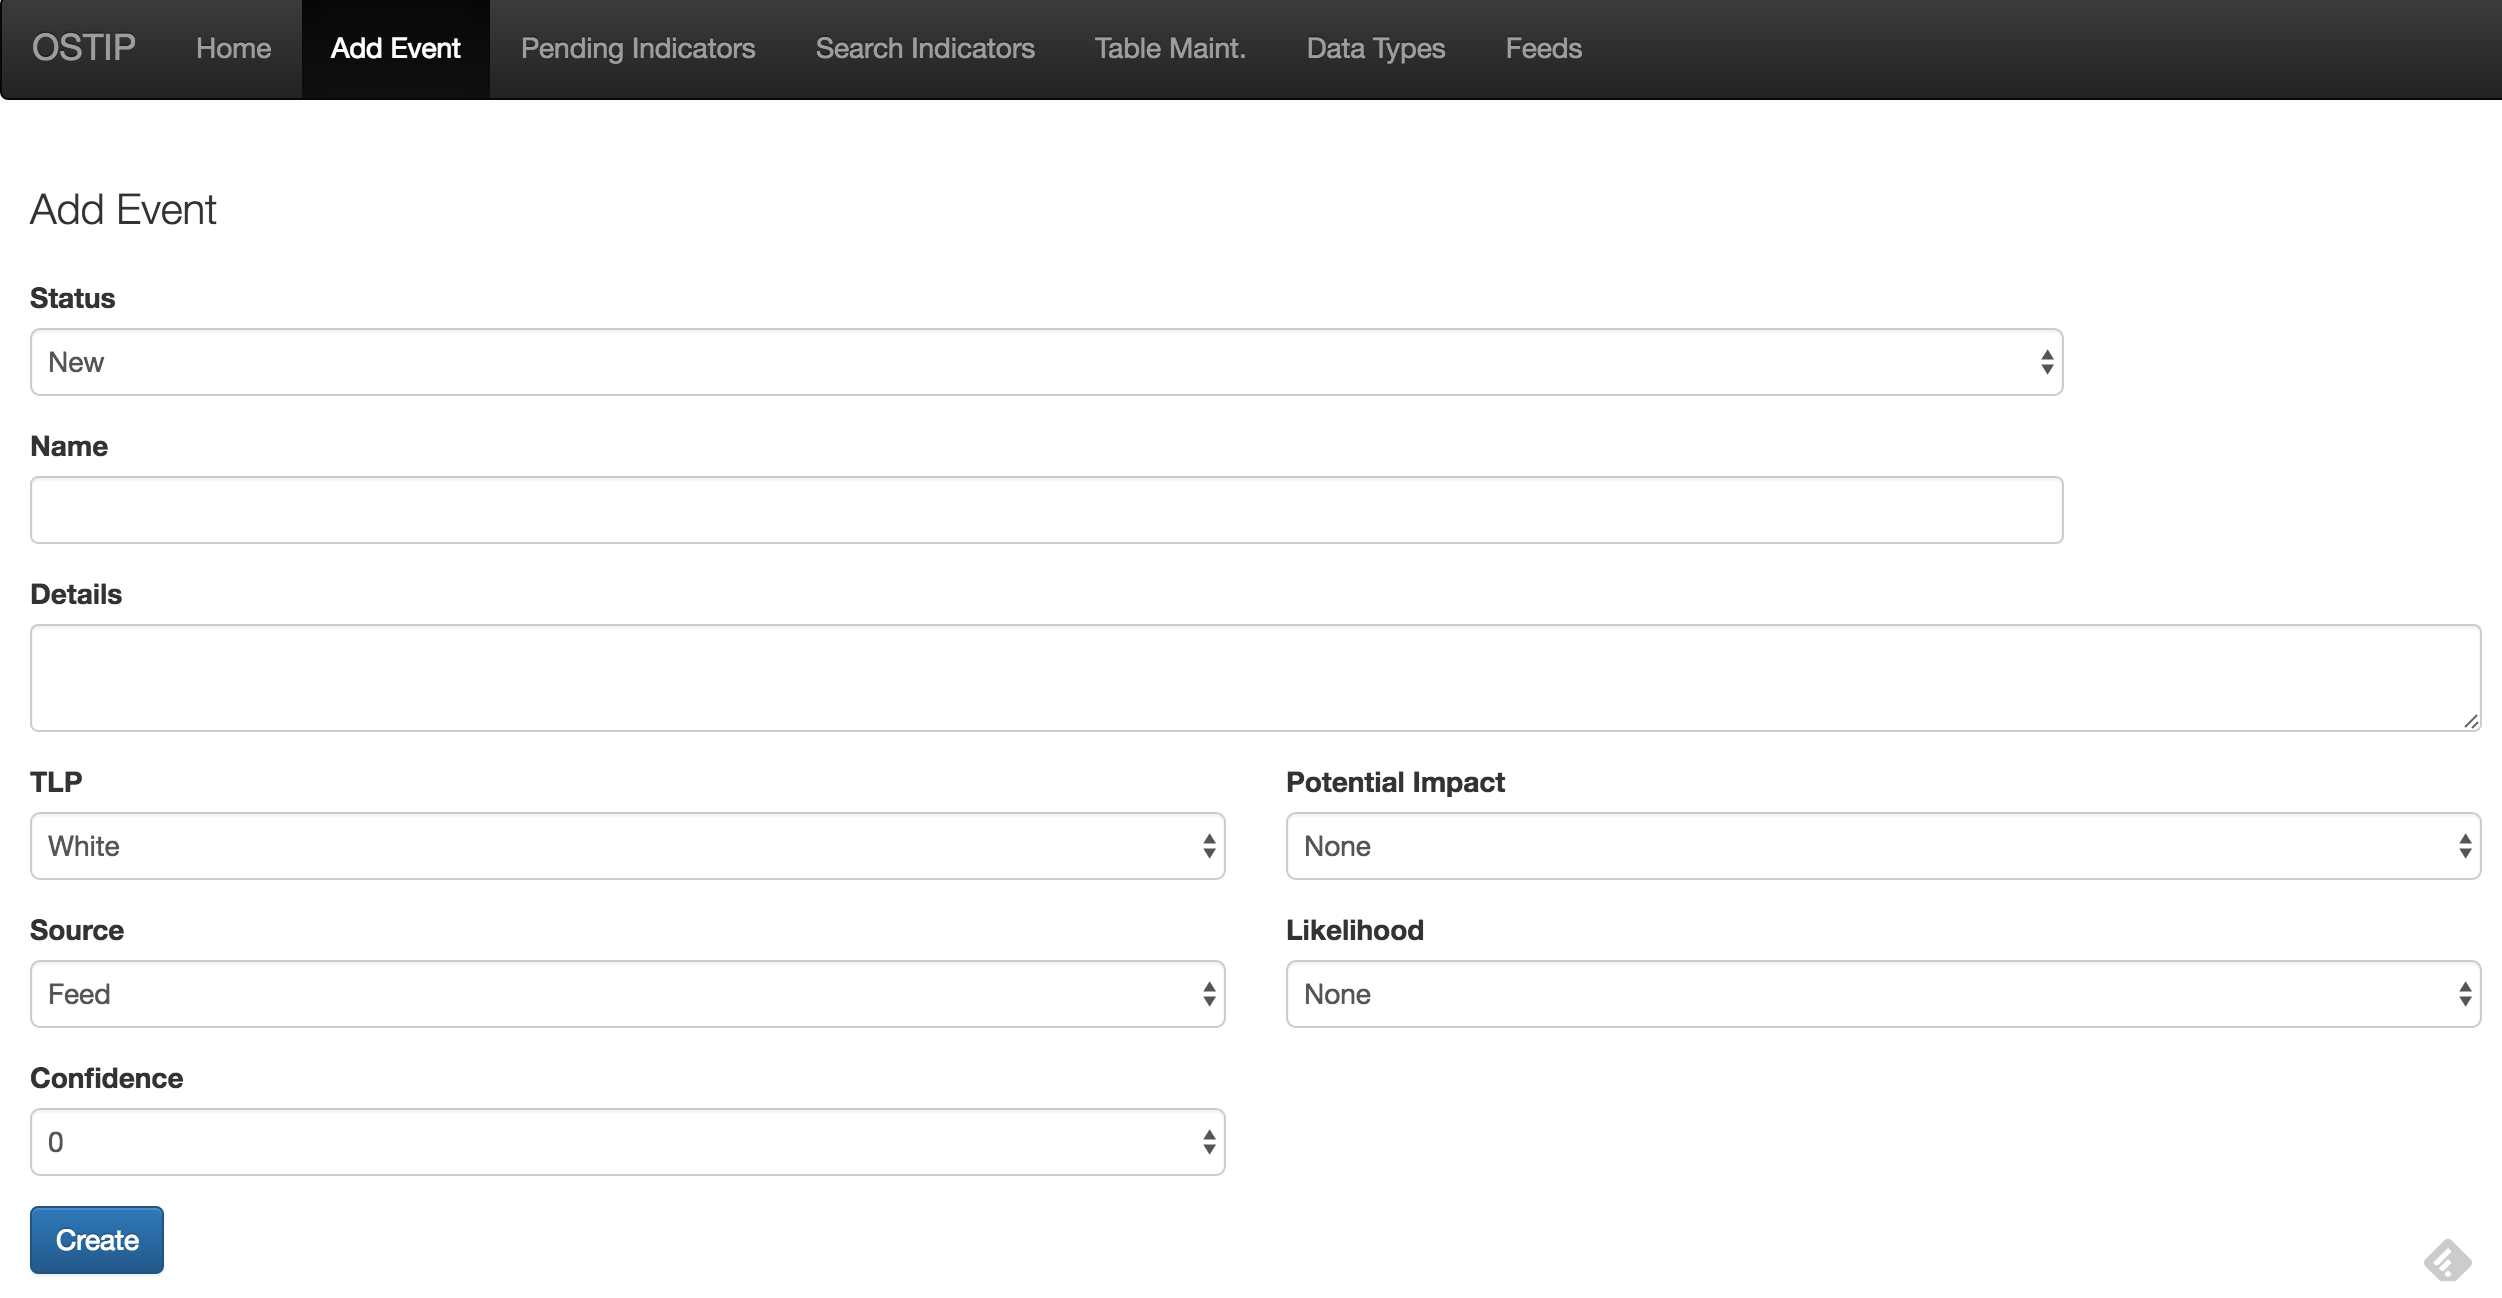 OSTIP Home Add Event Pending Indicators Search Indicators Table Maint. Data Types Feeds
Add Event
Status
New
Name
Details
TLP
White
Potential Impact
None
Source
Feed
Likelihood
None
Confidence
0
Create